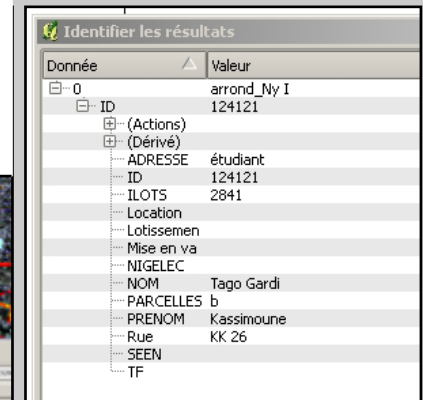 Identifier les résultats
Donnée Valeur
0 arrond_Ny I
ID 124121
(Actions)
(Dérivé)
ADRESSE étudiant
ID 124121
ILOTS 2841
Location
Lotissemen
Mise en va
NIGELEC
NOM Tago Gardi
PARCELLES b
PRENOM Kassimoune
Rue KK 26
SEEN
TF